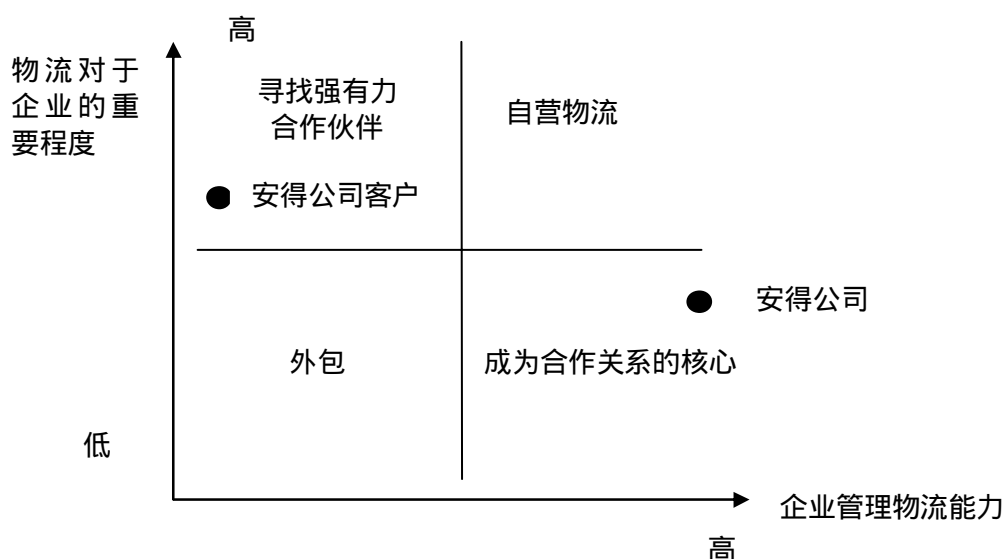 高
物流对于
企业的重
要程度
寻找强有力
合作伙伴
自营物流
安得公司客户
安得公司
外包
成为合作关系的核心
低
企业管理物流能力
高